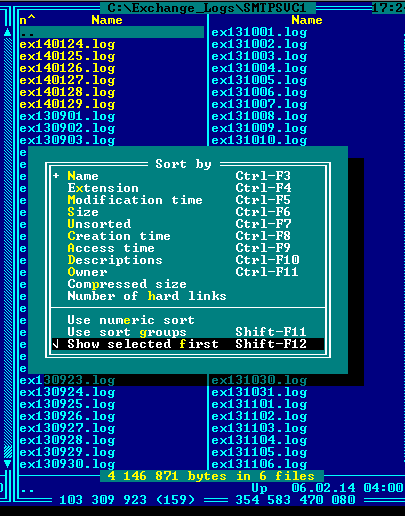 C:\Exchange_Logs\SMTPSVC1
n^ Name Name
.. ex131001.log
ex140124.log ex131002.log
ex140125.log ex131003.log
ex140126.log ex131004.log
ex140127.log ex131005.log
ex140128.log ex131006.log
ex140129.log ex131007.log
ex130901.log ex131008.log
ex130902.log ex131009.log
ex130903.log ex131010.log
Sort by
+ Name Ctrl-F3
Extension Ctrl-F4
Modification time Ctrl-F5
Size Ctrl-F6
Unsorted Ctrl-F7
Creation time Ctrl-F8
Access time Ctrl-F9
Descriptions Ctrl-F10
Owner Ctrl-F11
Compressed size
Number of hard links
Use numeric sort
Use sort groups Shift-F11
√ Show selected first Shift-F12
ex130923.log ex131030.log
ex130924.log ex131031.log
ex130925.log ex131101.log
ex130926.log ex131102.log
ex130927.log ex131103.log
ex130928.log ex131104.log
ex130929.log ex131105.log
ex130930.log ex131106.log
4 146 871 bytes in 6 files
.. Up 06.02.14 04:00
103 309 923 (159) 354 583 470 080